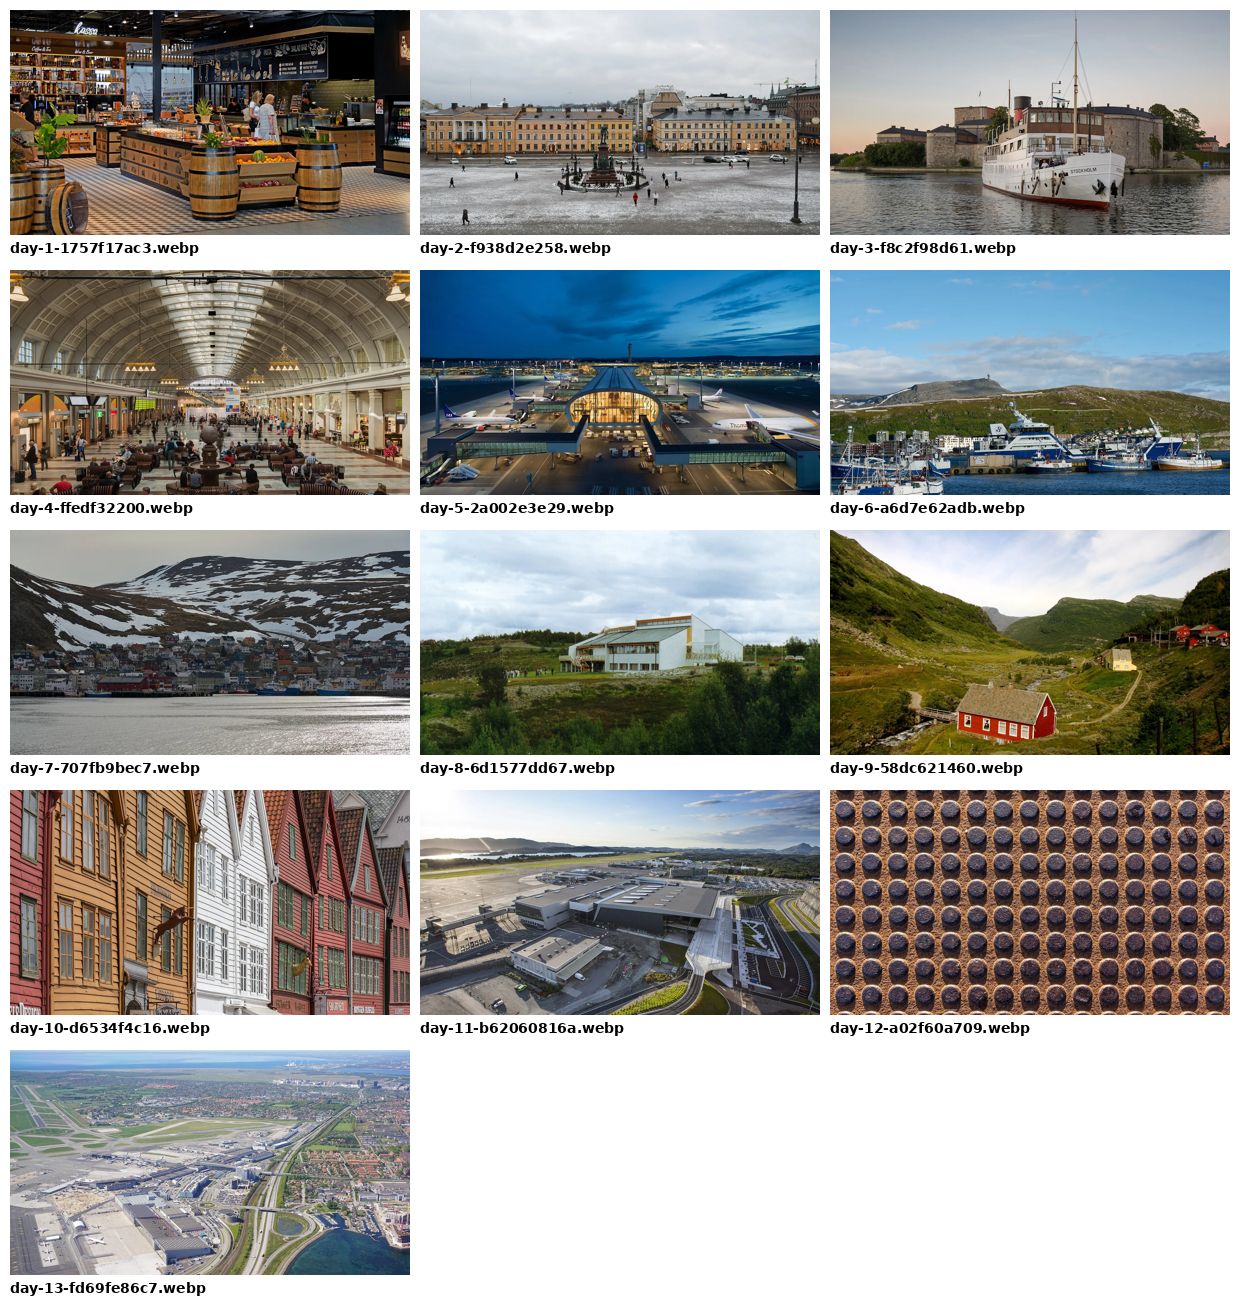 day-1-1757f17ac3.webp
day-2-f938d2e258.webp
STOCKHOLM
day-3-f8c2f98d61.webp
day-4-ffedf32200.webp
day-5-2a002e3e29.webp
day-6-a6d7e62adb.webp
day-7-707fb9bec7.webp
day-8-6d1577dd67.webp
day-9-58dc621460.webp
day-10-d6534f4c16.webp
day-11-b62060816a.webp
day-12-a02f60a709.webp
day-13-fd69fe86c7.webp